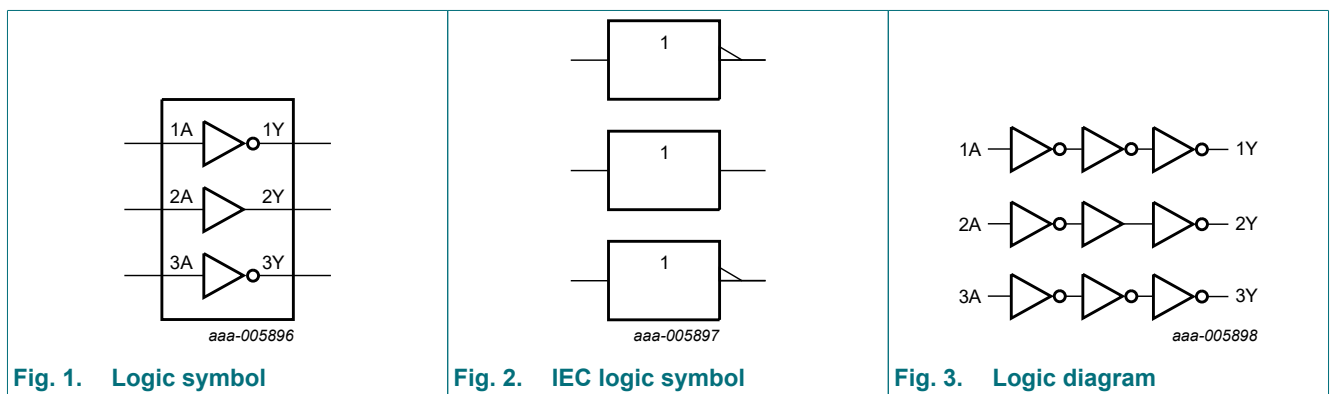 1A 1Y
2A 2Y
3A 3Y
aaa-005896
Fig. 1. Logic symbol
1
1
1
aaa-005897
Fig. 2. IEC logic symbol
1A 1Y
2A 2Y
3A 3Y
aaa-005898
Fig. 3. Logic diagram